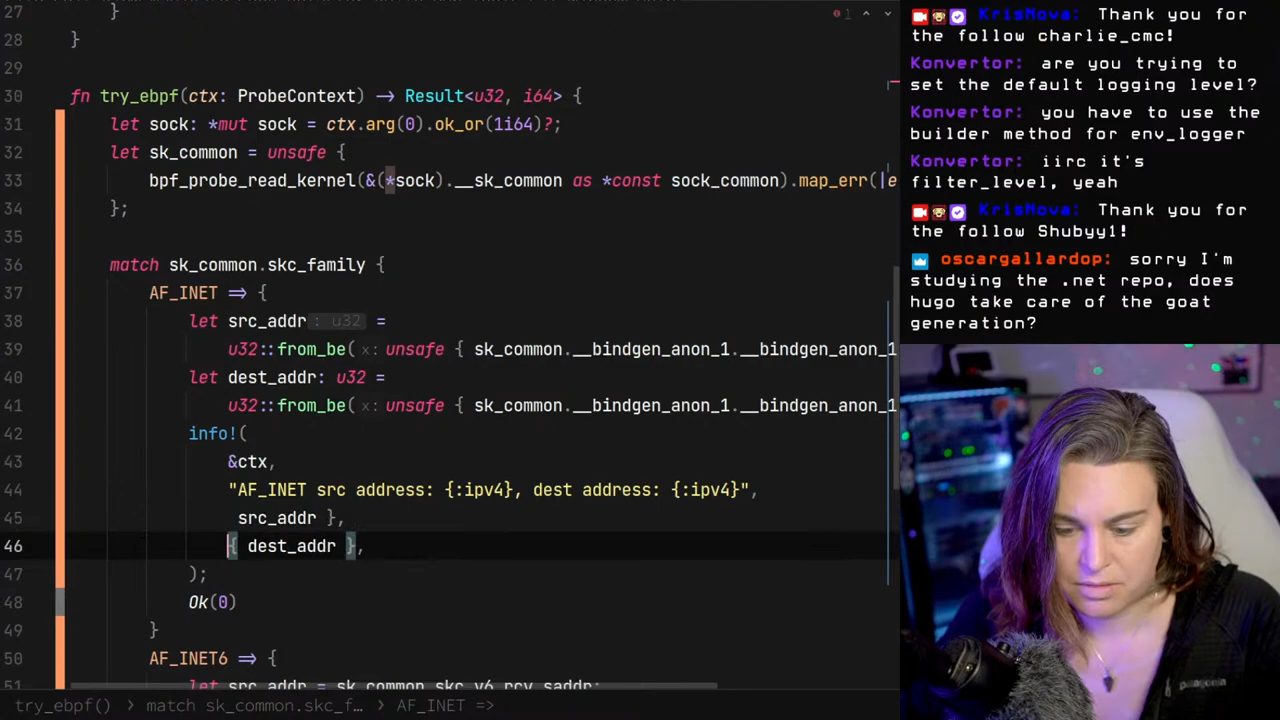 27
}
28
}
29
30
fn try_ebpf(ctx: ProbeContext) -> Result<u32, i64> {
31
let sock: *mut sock = ctx.arg(0).ok_or(1i64)?;
32
let sk_common = unsafe {
33
bpf_probe_read_kernel(&(*sock).__sk_common as *const sock_common).map_err(|e
34
};
35
36
match sk_common.skc_family {
37
AF_INET => {
38
let src_addr : u32 =
39
u32::from_be( x: unsafe { sk_common.__bindgen_anon_1.__bindgen_anon_1
40
let dest_addr: u32 =
41
u32::from_be( x: unsafe { sk_common.__bindgen_anon_1.__bindgen_anon_1
42
info!(
43
&ctx,
44
"AF_INET src address: {:ipv4}, dest address: {:ipv4}",
45
src_addr },
46
{ dest_addr },
47
);
48
Ok(0)
49
}
50
AF_INET6 => {
51
let src_addr = sk_common.skc_v6_rcv_saddr;
try_ebpf()
match sk_common.skc_f...
AF_INET =>
1
KrisNova: Thank you for
the follow charlie_cmc!
Konvertor: are you trying to
set the default logging level?
Konvertor: you have to use the
builder method for env_logger
Konvertor: iirc it's
filter_level, yeah
KrisNova: Thank you for
the follow Shubyy1!
oscargallardop: sorry I'm
studying the .net repo, does
hugo take care of the goat
generation?
patagonia